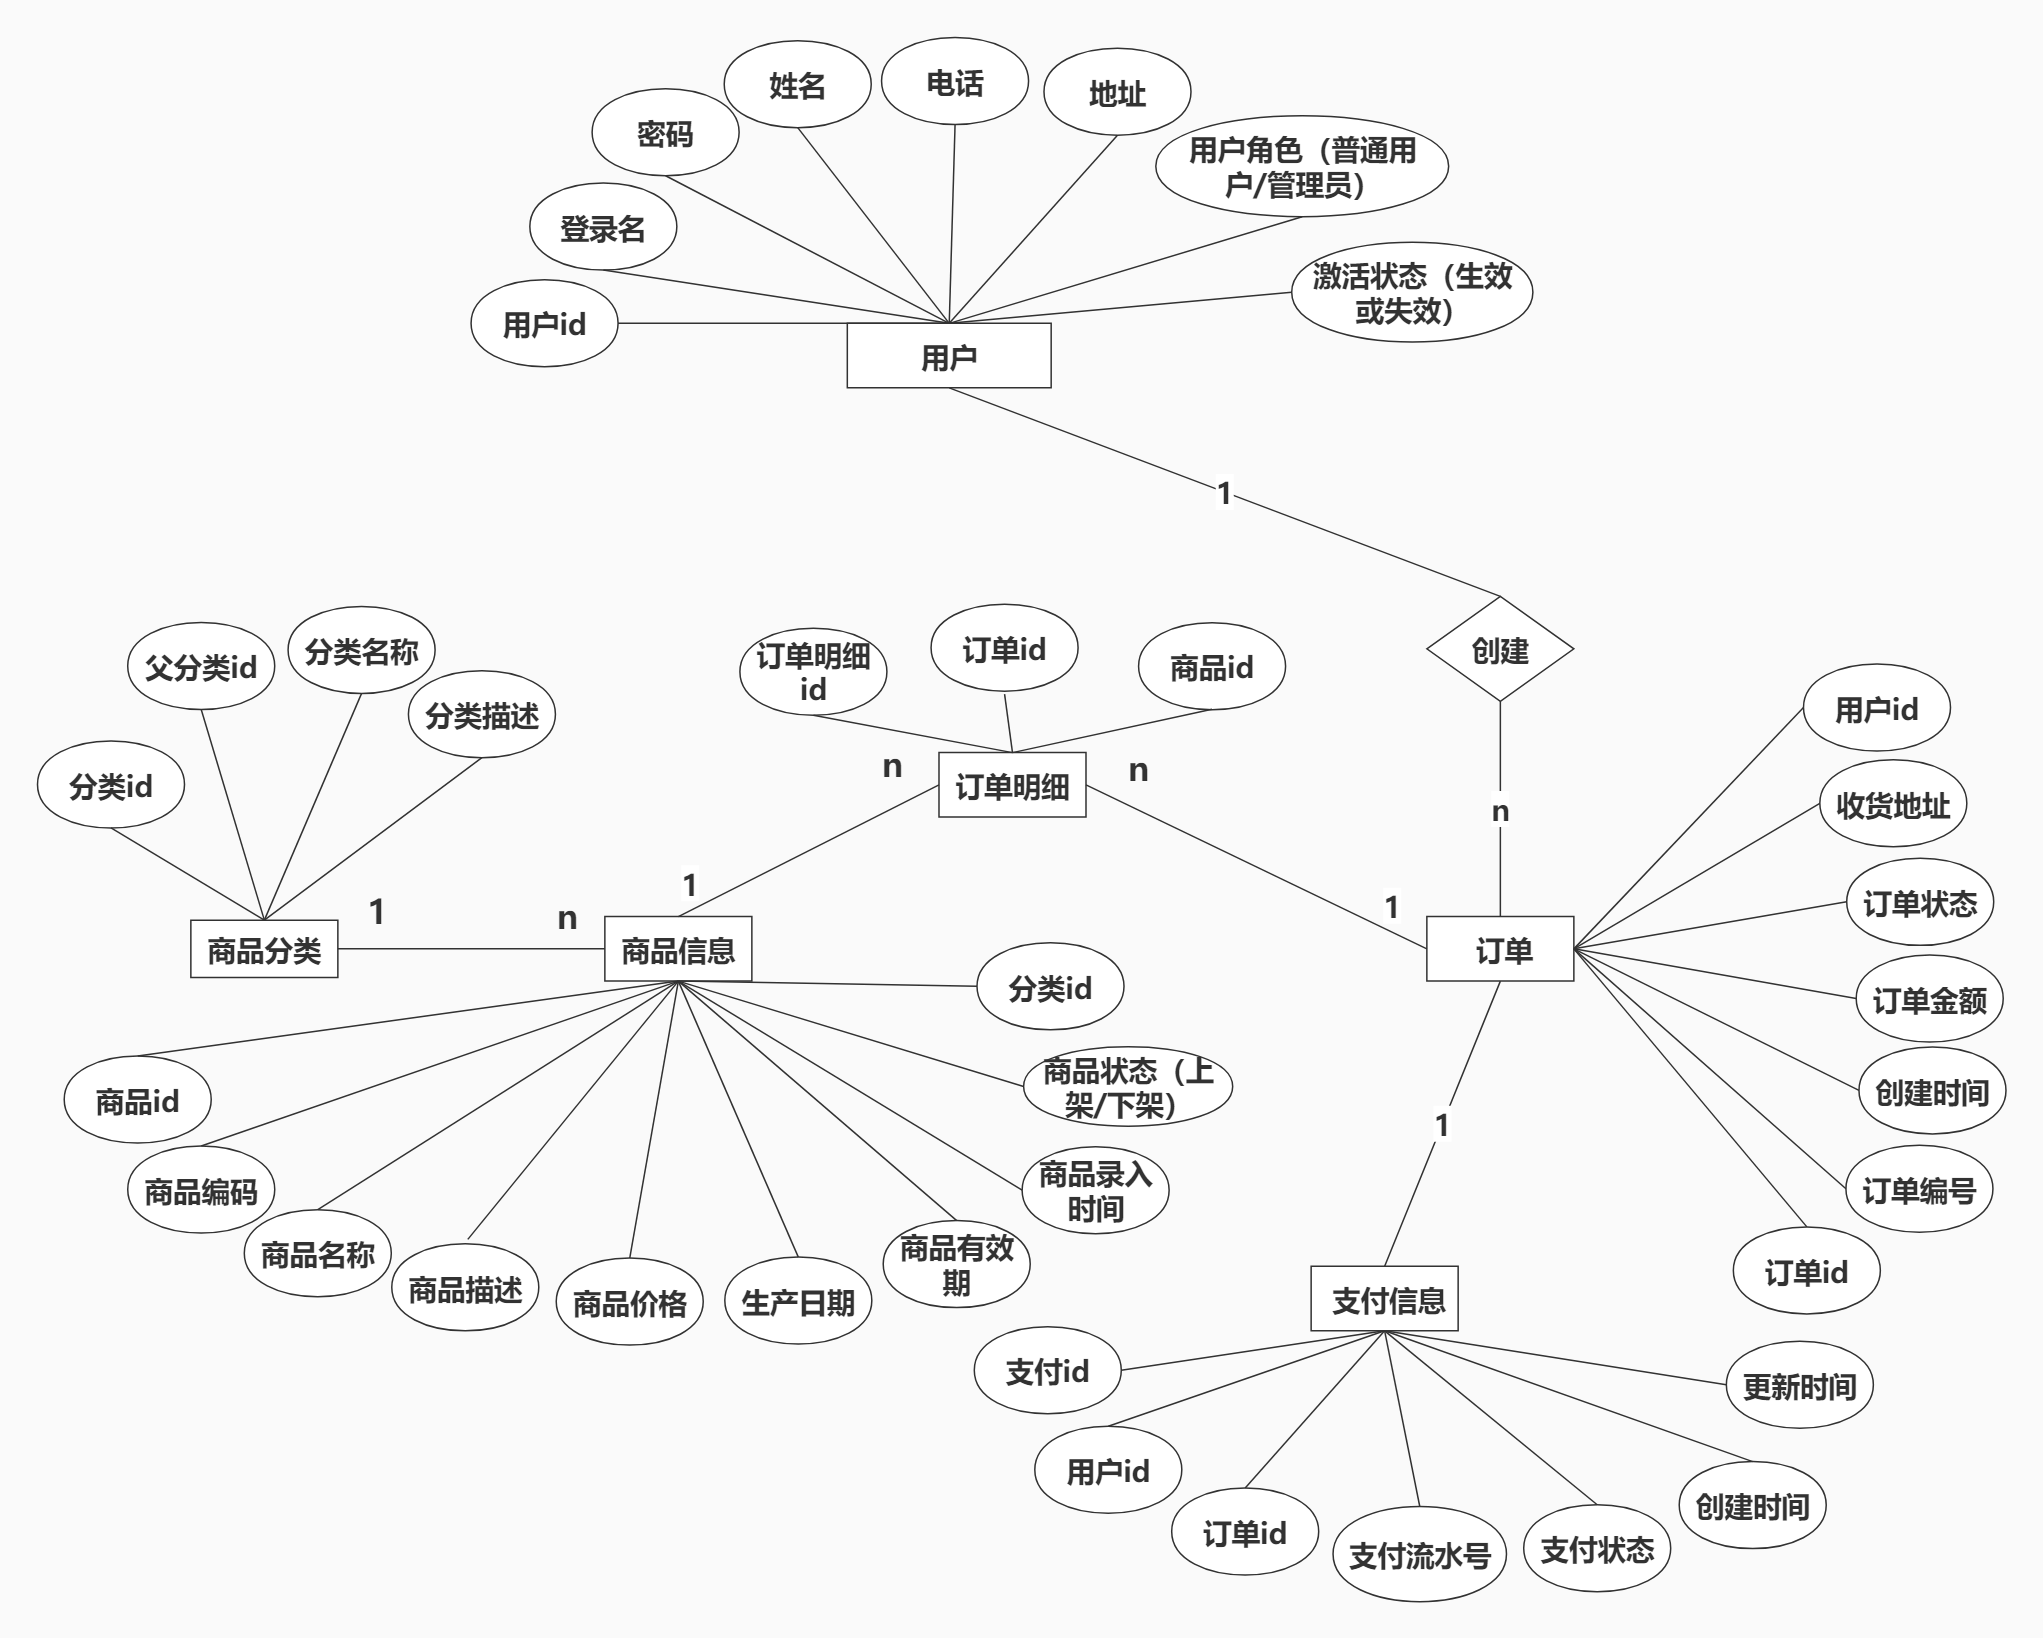 姓名
电话
地址
密码
用户角色（普通用
户/管理员）
登录名
激活状态（生效
或失效）
用户id
用户
1
创建
n
父分类id
分类名称
分类描述
分类id
订单明细
id
订单id
商品id
n
订单明细
n
1
1
1
n
商品分类
商品信息
订单
用户id
收货地址
订单状态
订单金额
创建时间
订单编号
订单id
分类id
商品状态（上
架/下架）
商品录入
时间
商品有效
期
商品id
商品编码
商品名称
商品描述
商品价格
生产日期
1
支付信息
支付id
用户id
订单id
支付流水号
支付状态
创建时间
更新时间